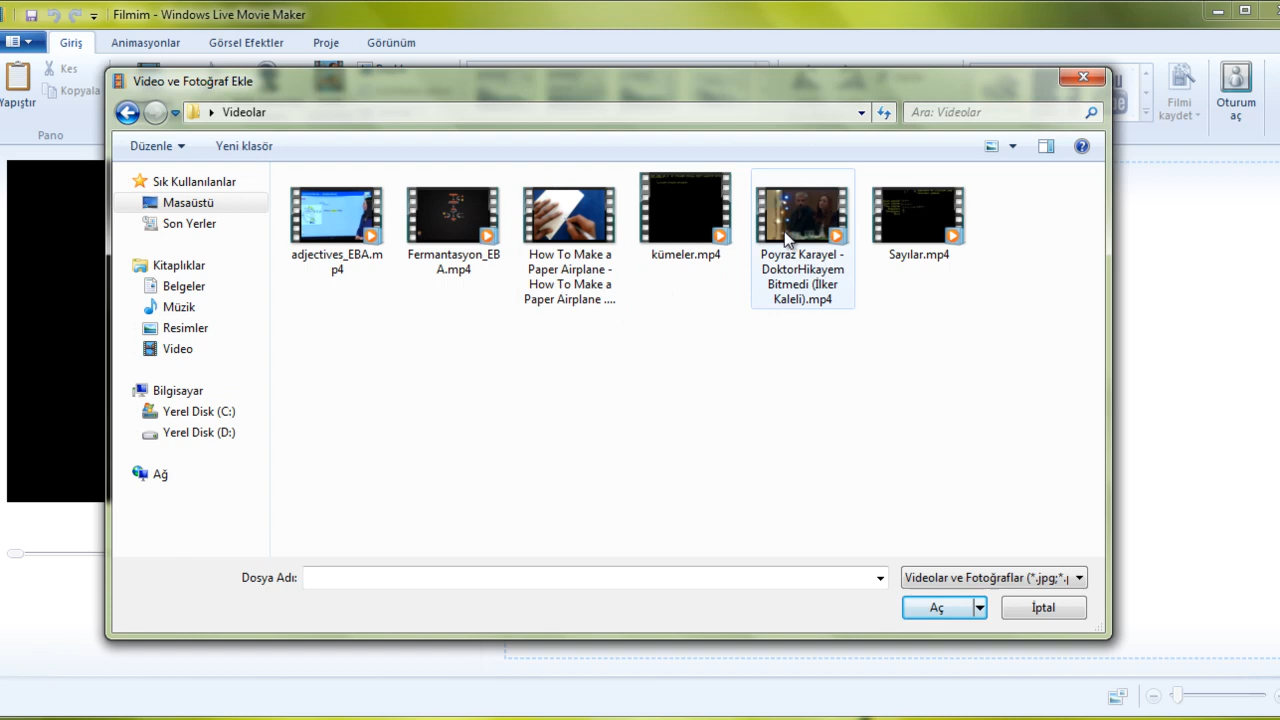 Filmim - Windows Live Movie Maker
Giriş
Animasyonlar
Görsel Efektler
Proje
Görünüm
Kes
Kopyala
Yapıştır
Pano
Filmi
kaydet
Oturum
aç
Video ve Fotoğraf Ekle
Videolar
Ara: Videolar
Düzenle
Yeni klasör
Sık Kullanılanlar
Masaüstü
Son Yerler
Kitaplıklar
Belgeler
Müzik
Resimler
Video
Bilgisayar
Yerel Disk (C:)
Yerel Disk (D:)
Ağ
adjectives_EBA.m
p4
Fermantasyon_EB
A.mp4
How To Make a
Paper Airplane -
How To Make a
Paper Airplane ....
kümeler.mp4
Poyraz Karayel -
DoktorHikayem
Bitmedi (İlker
Kaleli).mp4
Sayılar.mp4
Dosya Adı:
Videolar ve Fotoğraflar (*.jpg;*.j
Aç
İptal